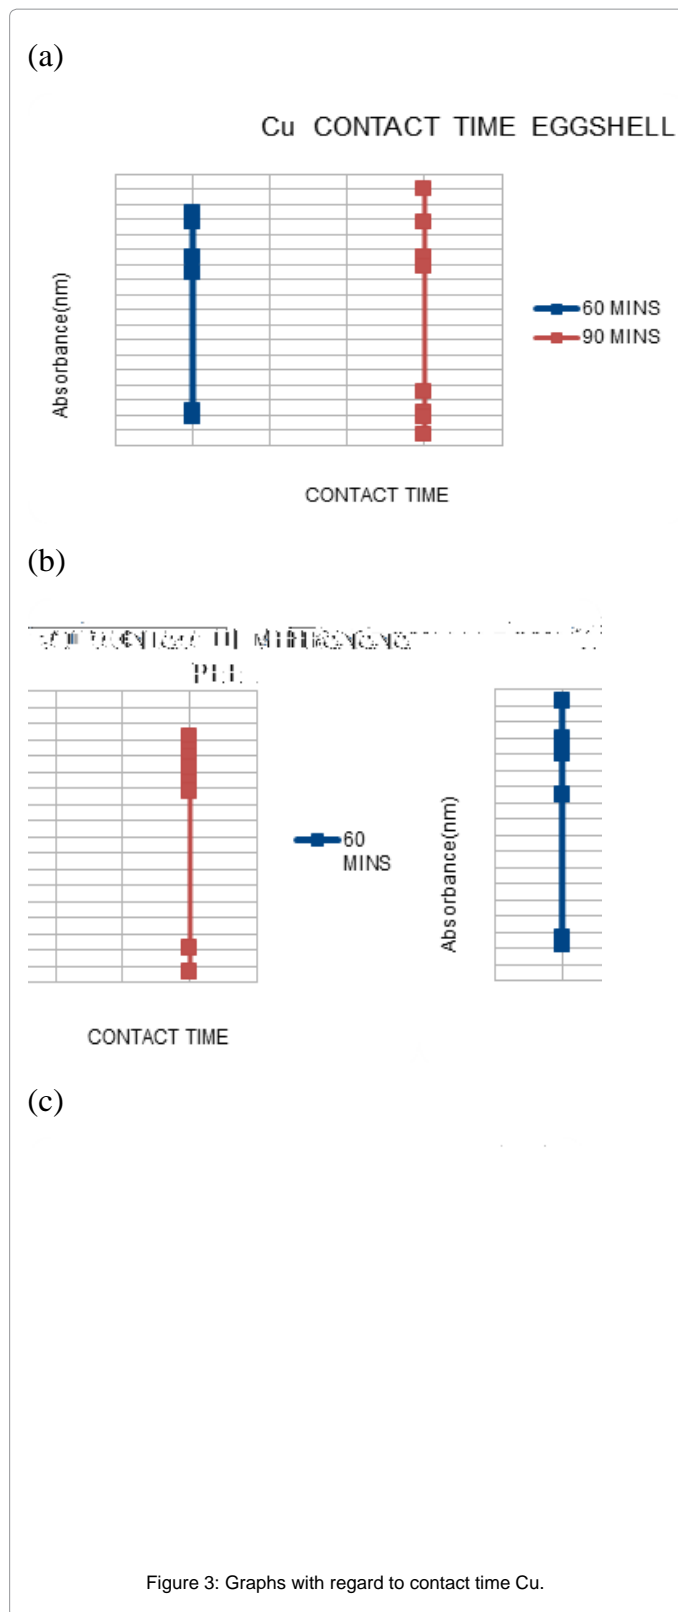 (a)
Cu CONTACT TIME EGGSHELL
Absorbance(nm)
60 MINS
90 MINS
CONTACT TIME
(b)
60
MINS
Absorbance(nm)
CONTACT TIME
(c)
Figure 3: Graphs with regard to contact time Cu.